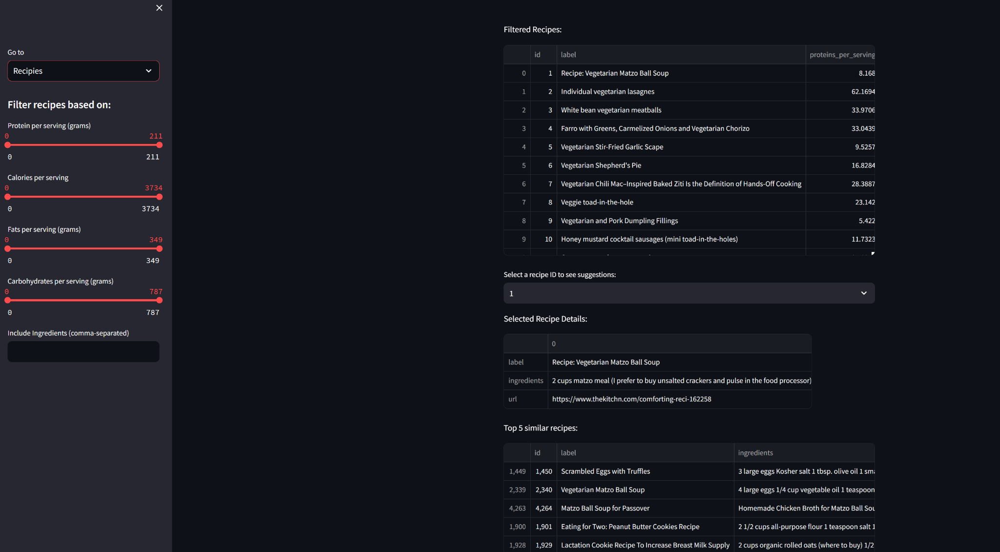 Go to
Recipies
Filter recipes based on:
Protein per serving (grams)
0 211
0 211
Calories per serving
0 3734
0 3734
Fats per serving (grams)
0 349
0 349
Carbohydrates per serving (grams)
0 787
0 787
Include Ingredients (comma-separated)
Filtered Recipes:
id label proteins_per_serving
0 1 Recipe: Vegetarian Matzo Ball Soup 8.168
1 2 Individual vegetarian lasagnes 62.1694
2 3 White bean vegetarian meatballs 33.9706
3 4 Farro with Greens, Carmelized Onions and Vegetarian Chorizo 33.0439
4 5 Vegetarian Stir-Fried Garlic Scape 9.5257
5 6 Vegetarian Shepherd's Pie 16.8284
6 7 Vegetarian Chili Mac–Inspired Baked Ziti Is the Definition of Hands-Off Cooking 28.3887
7 8 Veggie toad-in-the-hole 23.142
8 9 Vegetarian and Pork Dumpling Fillings 5.422
9 10 Honey mustard cocktail sausages (mini toad-in-the-holes) 11.7323
Select a recipe ID to see suggestions:
1
Selected Recipe Details:
0
label Recipe: Vegetarian Matzo Ball Soup
ingredients 2 cups matzo meal (I prefer to buy unsalted crackers and pulse in the food processor)
url https://www.thekitchn.com/comforting-reci-162258
Top 5 similar recipes:
id label ingredients
1,449 1,450 Scrambled Eggs with Truffles 3 large eggs Kosher salt 1 tbsp. olive oil 1
2,339 2,340 Vegetarian Matzo Ball Soup 4 large eggs 1/4 cup vegetable oil 1 teaspoon
4,263 4,264 Matzo Ball Soup for Passover Homemade Chicken Broth for Matzo Ball
1,900 1,901 Eating for Two: Peanut Butter Cookies Recipe 2 1/2 cups all-purpose flour 1 teaspoon salt 1
1,928 1,929 Lactation Cookie Recipe To Increase Breast Milk Supply 2 cups organic rolled oats (where to buy) 1/2